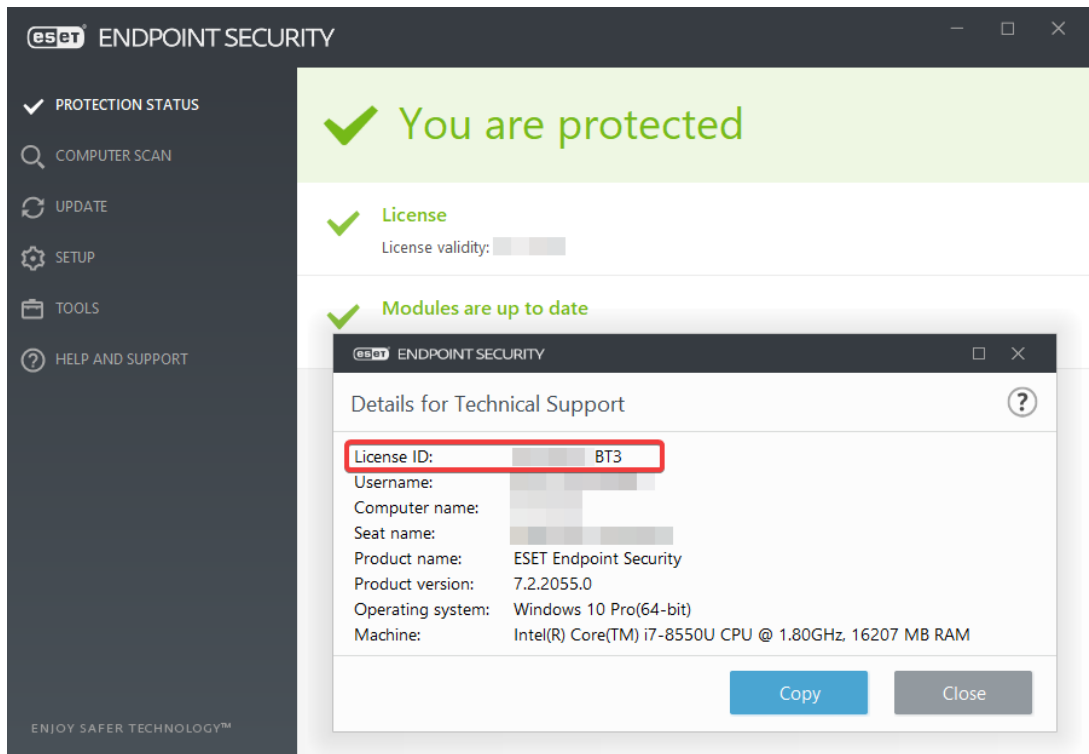 eset ENDPOINT SECURITY
PROTECTION STATUS
COMPUTER SCAN
UPDATE
SETUP
TOOLS
HELP AND SUPPORT
ENJOY SAFER TECHNOLOGY™
You are protected
License
License validity:
Modules are up to date
eset ENDPOINT SECURITY
Details for Technical Support
?
License ID: BT3
Username:
Computer name:
Seat name:
Product name: ESET Endpoint Security
Product version: 7.2.2055.0
Operating system: Windows 10 Pro(64-bit)
Machine: Intel(R) Core(TM) i7-8550U CPU @ 1.80GHz, 16207 MB RAM
Copy Close